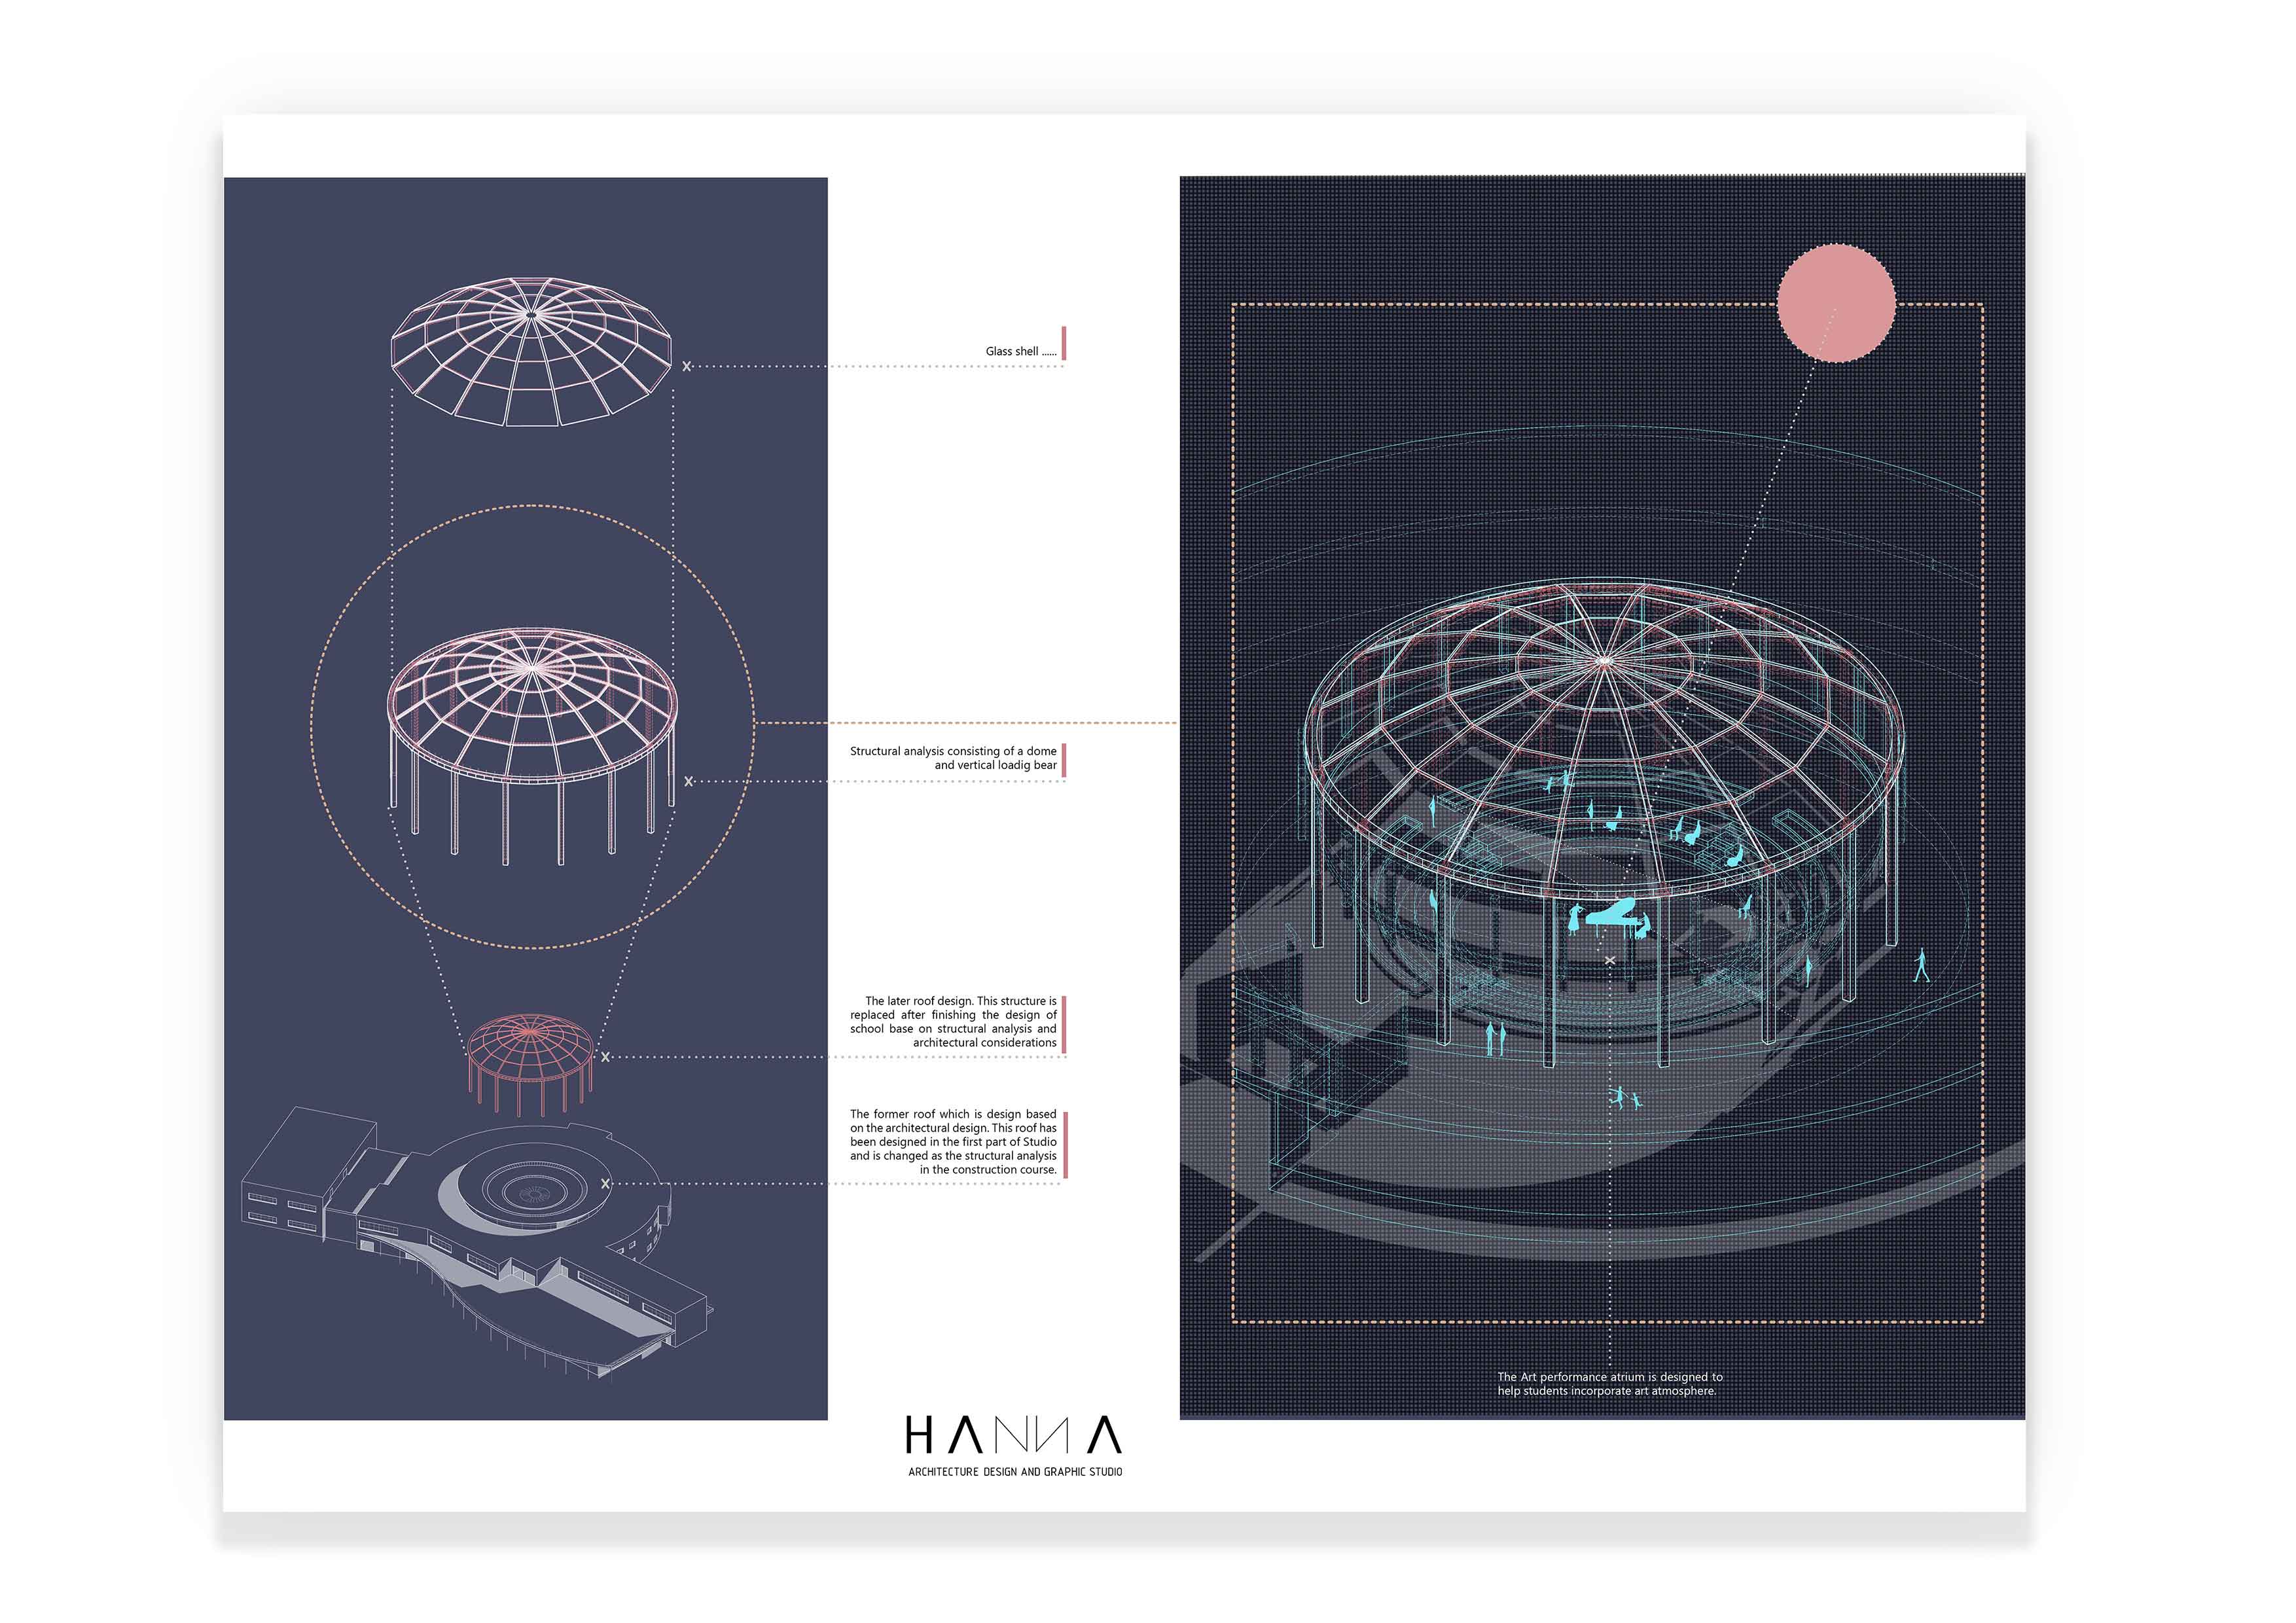 Glass shell ......
Structural analysis consisting of a dome
and vertical loadig bear
The later roof design. This structure is
replaced after finishing the design of
school base on structural analysis and
architectural considerations
The former roof which is design based
on the architectural design. This roof has
been designed in the first part of Studio
and is changed as the structural analysis
in the construction course.
The Art performance atrium is designed to
help students incorporate art atmosphere.
HANNA
ARCHITECTURE DESIGN AND GRAPHIC STUDIO